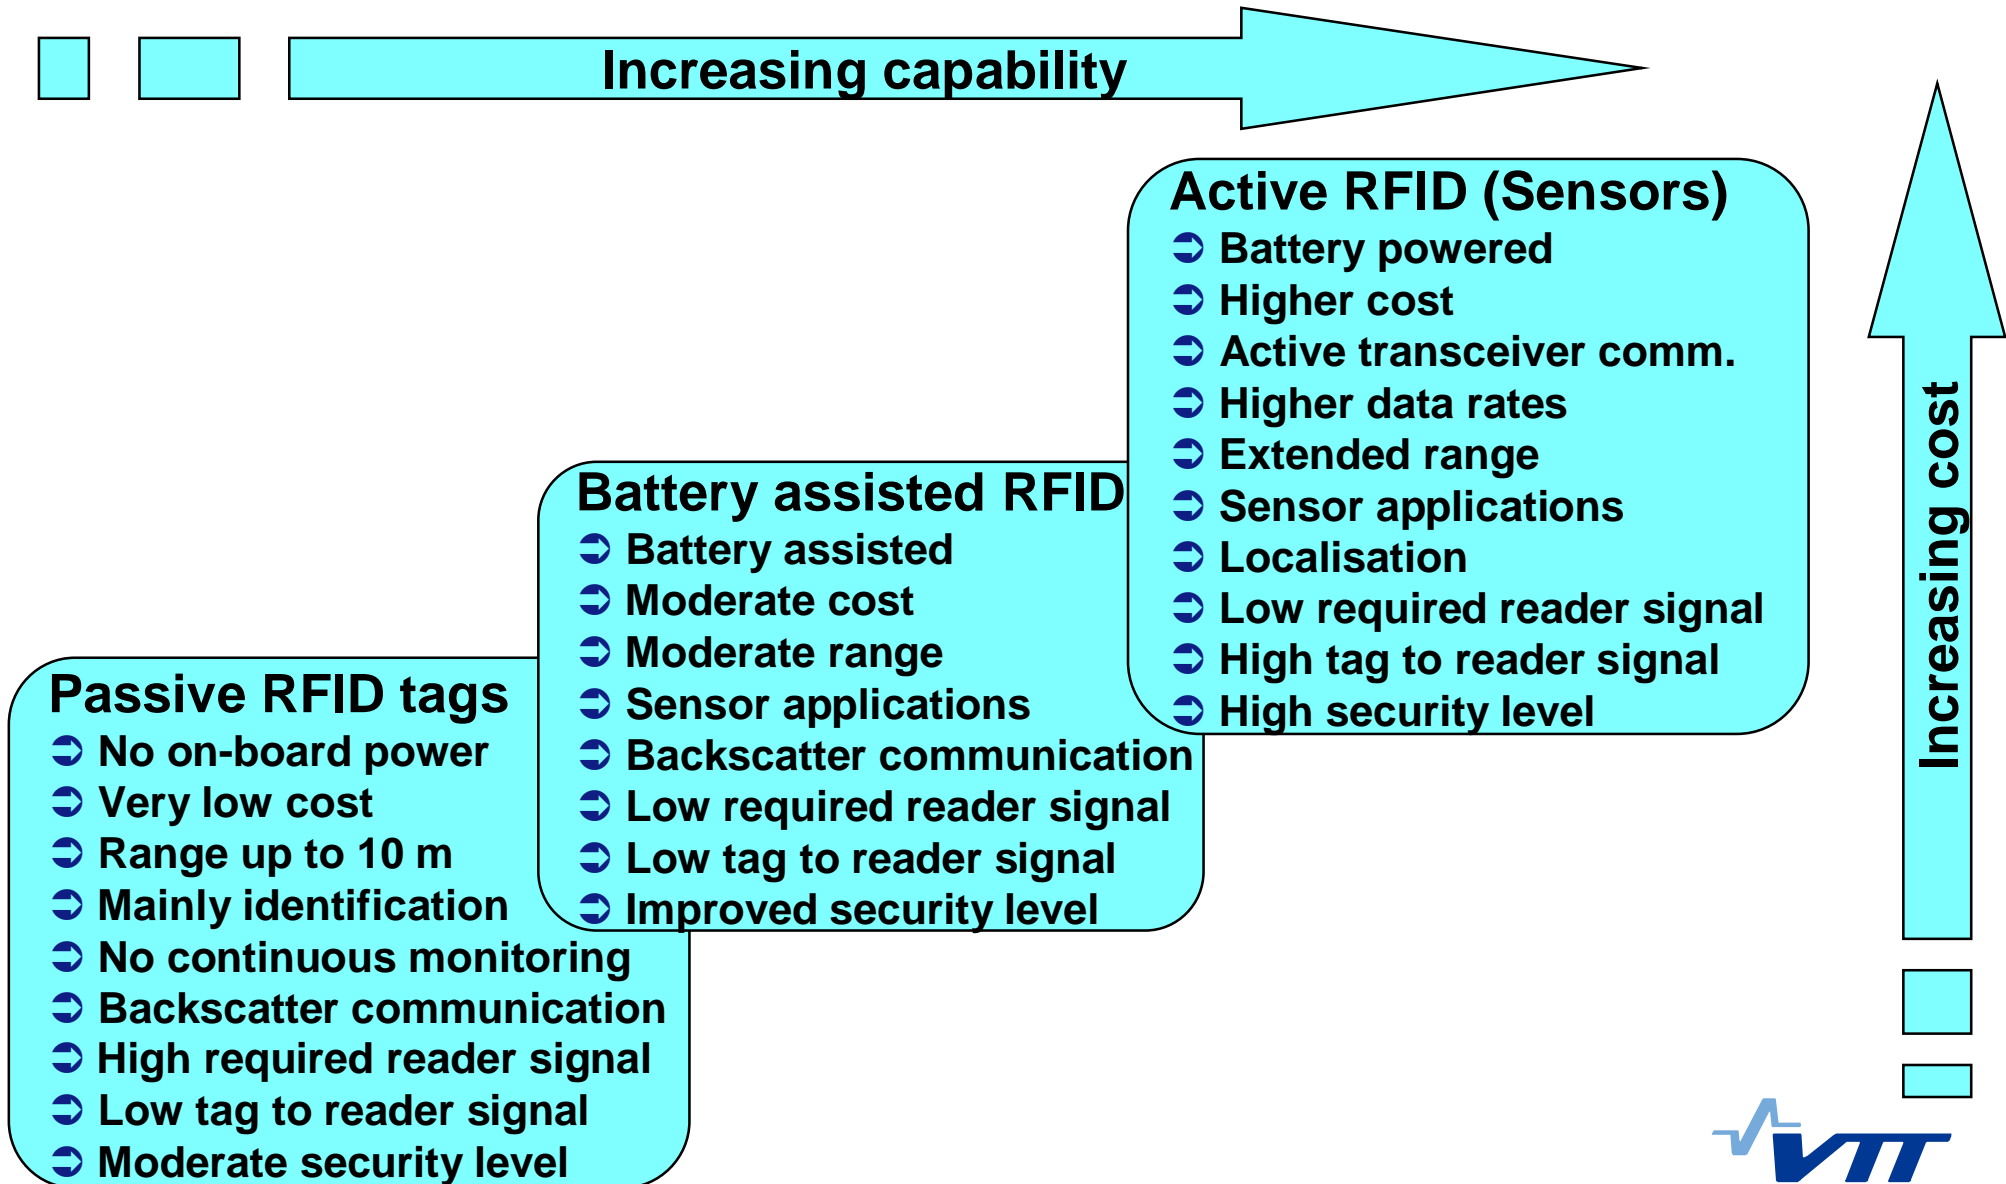 Increasing capability
Increasing cost
Active RFID (Sensors)
Battery powered
Higher cost
Active transceiver comm.
Higher data rates
Extended range
Sensor applications
Localisation
Low required reader signal
High tag to reader signal
High security level
Battery assisted RFID
Battery assisted
Moderate cost
Moderate range
Sensor applications
Backscatter communication
Low required reader signal
Low tag to reader signal
Improved security level
Passive RFID tags
No on-board power
Very low cost
Range up to 10 m
Mainly identification
No continuous monitoring
Backscatter communication
High required reader signal
Low tag to reader signal
Moderate security level
VTT